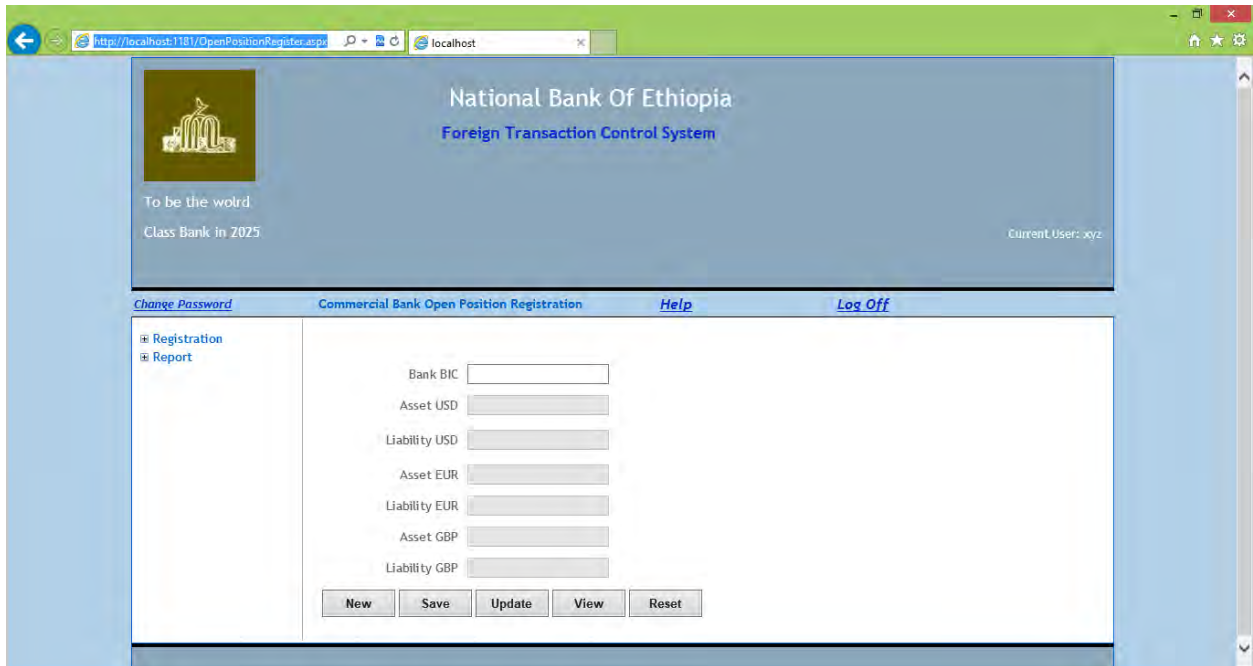 http://localhost:1181/OpenPositionRegister.aspx
localhost
National Bank Of Ethiopia
Foreign Transaction Control System
To be the wolrd
Class Bank in 2025
Current User: xyz
Change Password Commercial Bank Open Position Registration Help Log Off
Registration
Report
Bank BIC
Asset USD
Liability USD
Asset EUR
Liability EUR
Asset GBP
Liability GBP
New Save Update View Reset